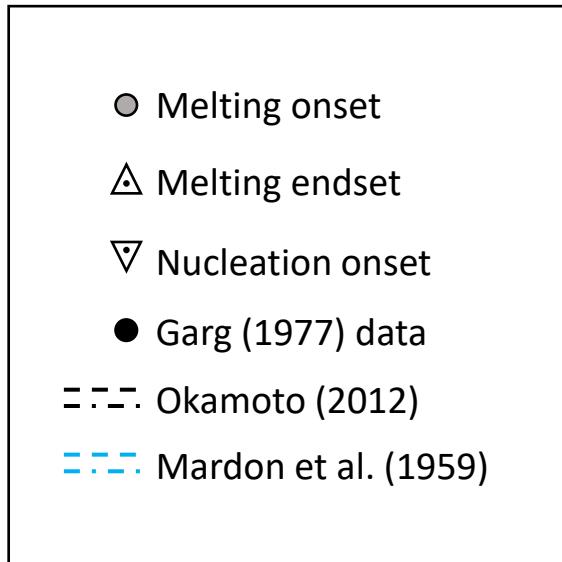 Melting onset
Melting endset
Nucleation onset
Garg (1977) data
Okamoto (2012)
Mardon et al. (1959)